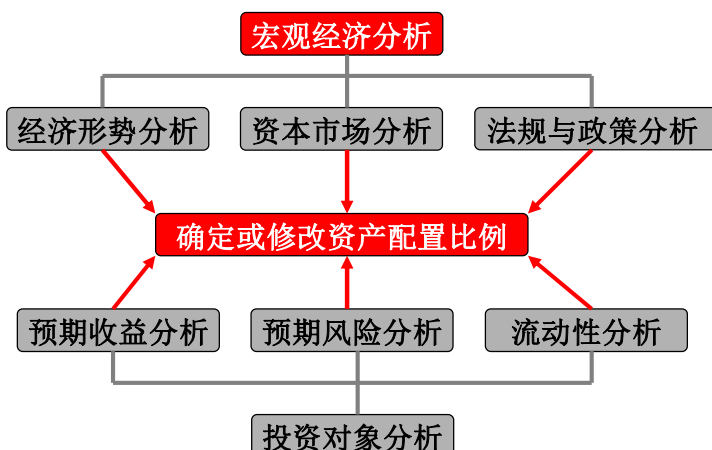 宏观经济分析
经济形势分析
资本市场分析
法规与政策分析
确定或修改资产配置比例
预期收益分析
预期风险分析
流动性分析
投资对象分析